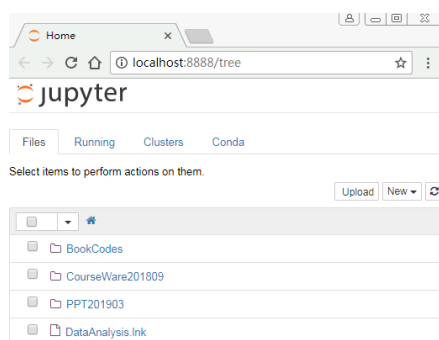 Home
localhost:8888/tree
jupyter
Files Running Clusters Conda
Select items to perform actions on them.
Upload New
BookCodes
CourseWare201809
PPT201903
DataAnalysis.lnk